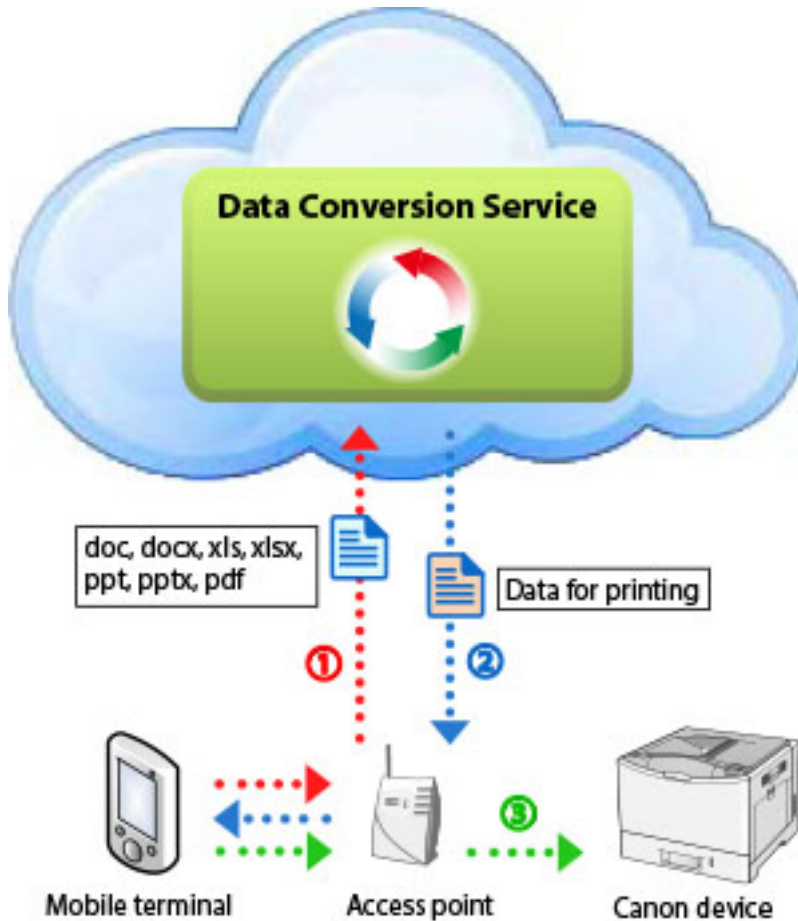 Data Conversion Service
doc, docx, xls, xlsx,
ppt, pptx, pdf
Data for printing
①
②
③
Mobile terminal
Access point
Canon device